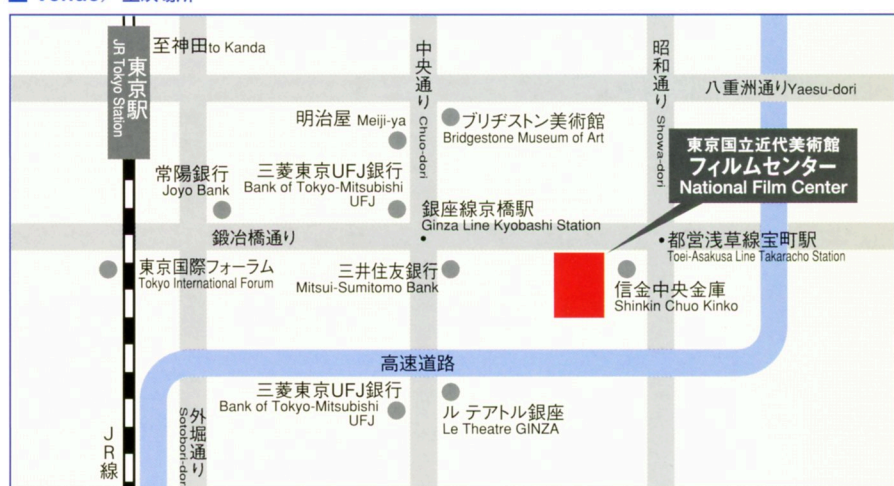 至神田to Kanda
東京駅
JR Tokyo Station
中央通り
Chuo-dori
昭和通り
Showa-dori
八重洲通りYaesu-dori
明治屋 Meiji-ya
ブリヂストン美術館
Bridgestone Museum of Art
東京国立近代美術館
フィルムセンター
National Film Center
常陽銀行
Joyo Bank
三菱東京UFJ銀行
Bank of Tokyo-Mitsubishi
UFJ
銀座線京橋駅
Ginza Line Kyobashi Station
鍛冶橋通り
都営浅草線宝町駅
Toei-Asakusa Line Takaracho Station
東京国際フォーラム
Tokyo International Forum
三井住友銀行
Mitsui-Sumitomo Bank
信金中央金庫
Shinkin Chuo Kinko
高速道路
三菱東京UFJ銀行
Bank of Tokyo-Mitsubishi
UFJ
ル テアトル銀座
Le Theatre GINZA
外堀通り
Sotobori-dori
JR線